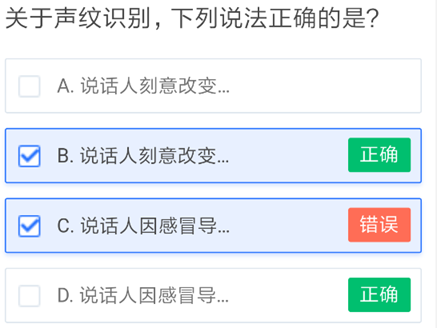 关于声纹识别，下列说法正确的是？
A. 说话人刻意改变...
B. 说话人刻意改变... 正确
C. 说话人因感冒导... 错误
D. 说话人因感冒导... 正确